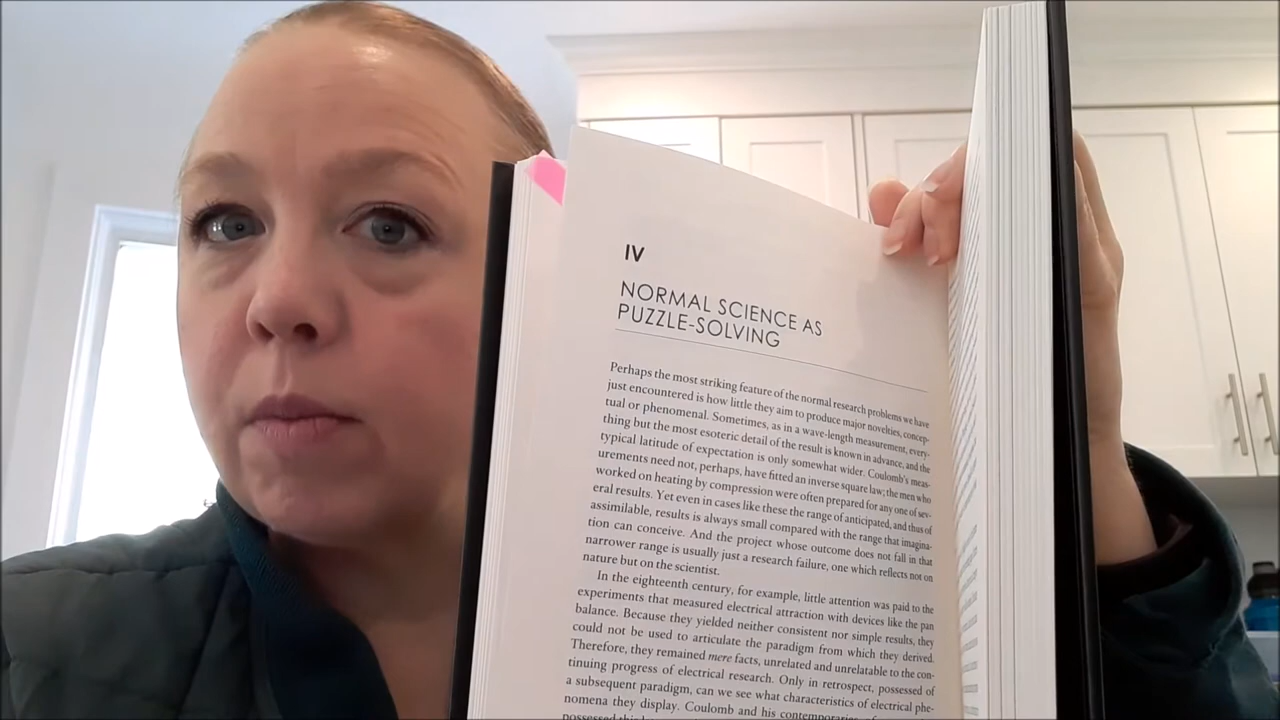 IV
NORMAL SCIENCE AS
PUZZLE-SOLVING
Perhaps the most striking feature of the normal research problems we have
just encountered is how little they aim to produce major novelties, concep-
tual or phenomenal. Sometimes, as in a wave-length measurement, every-
thing but the most esoteric detail of the result is known in advance, and the
typical latitude of expectation is only somewhat wider. Coulomb's meas-
urements need not, perhaps, have fitted an inverse square law; the men who
worked on heating by compression were often prepared for any one of sev-
eral results. Yet even in cases like these the range of anticipated, and thus of
assimilable, results is always small compared with the range that imagina-
tion can conceive. And the project whose outcome does not fall in that
narrower range is usually just a research failure, one which reflects not on
nature but on the scientist.
In the eighteenth century, for example, little attention was paid to the
experiments that measured electrical attraction with devices like the pan
balance. Because they yielded neither consistent nor simple results, they
could not be used to articulate the paradigm from which they derived.
Therefore, they remained mere facts, unrelated and unrelatable to the con-
tinuing progress of electrical research. Only in retrospect, possessed of
a subsequent paradigm, can we see what characteristics of electrical phe-
nomena they display. Coulomb and his contemporaries, of
possessed this